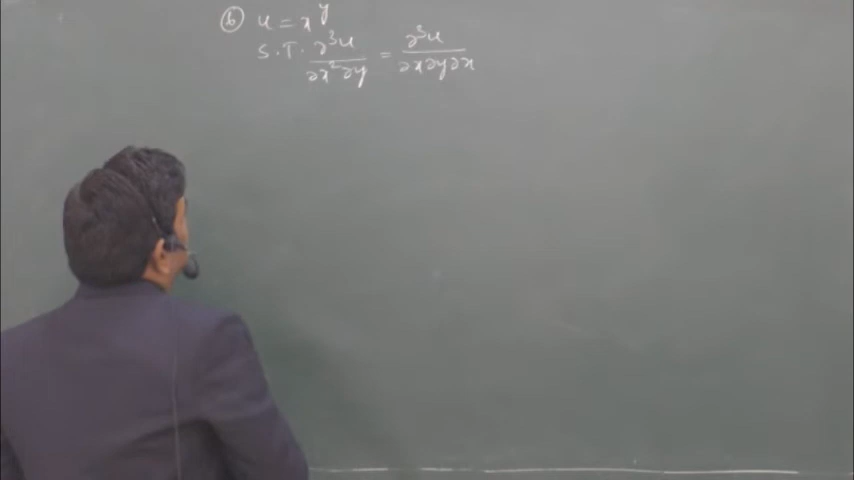 (b) u = x^y
S.T. ∂³u/∂x²∂y = ∂³u/∂x∂y∂x